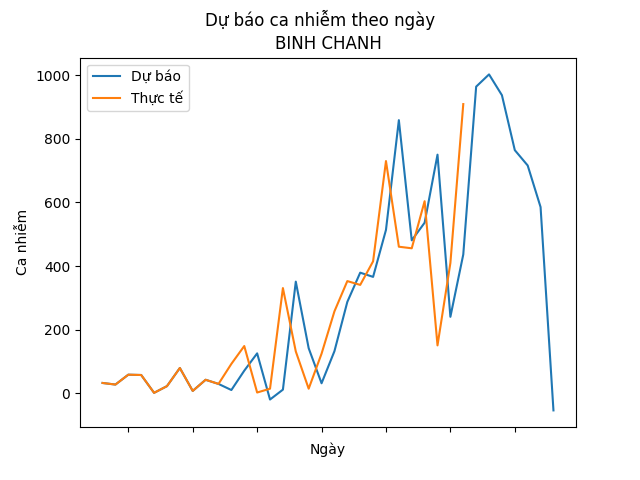 Dự báo ca nhiễm theo ngày
BINH CHANH
Dự báo
Thực tế
1000
800
600
400
200
0
Ca nhiễm
Ngày